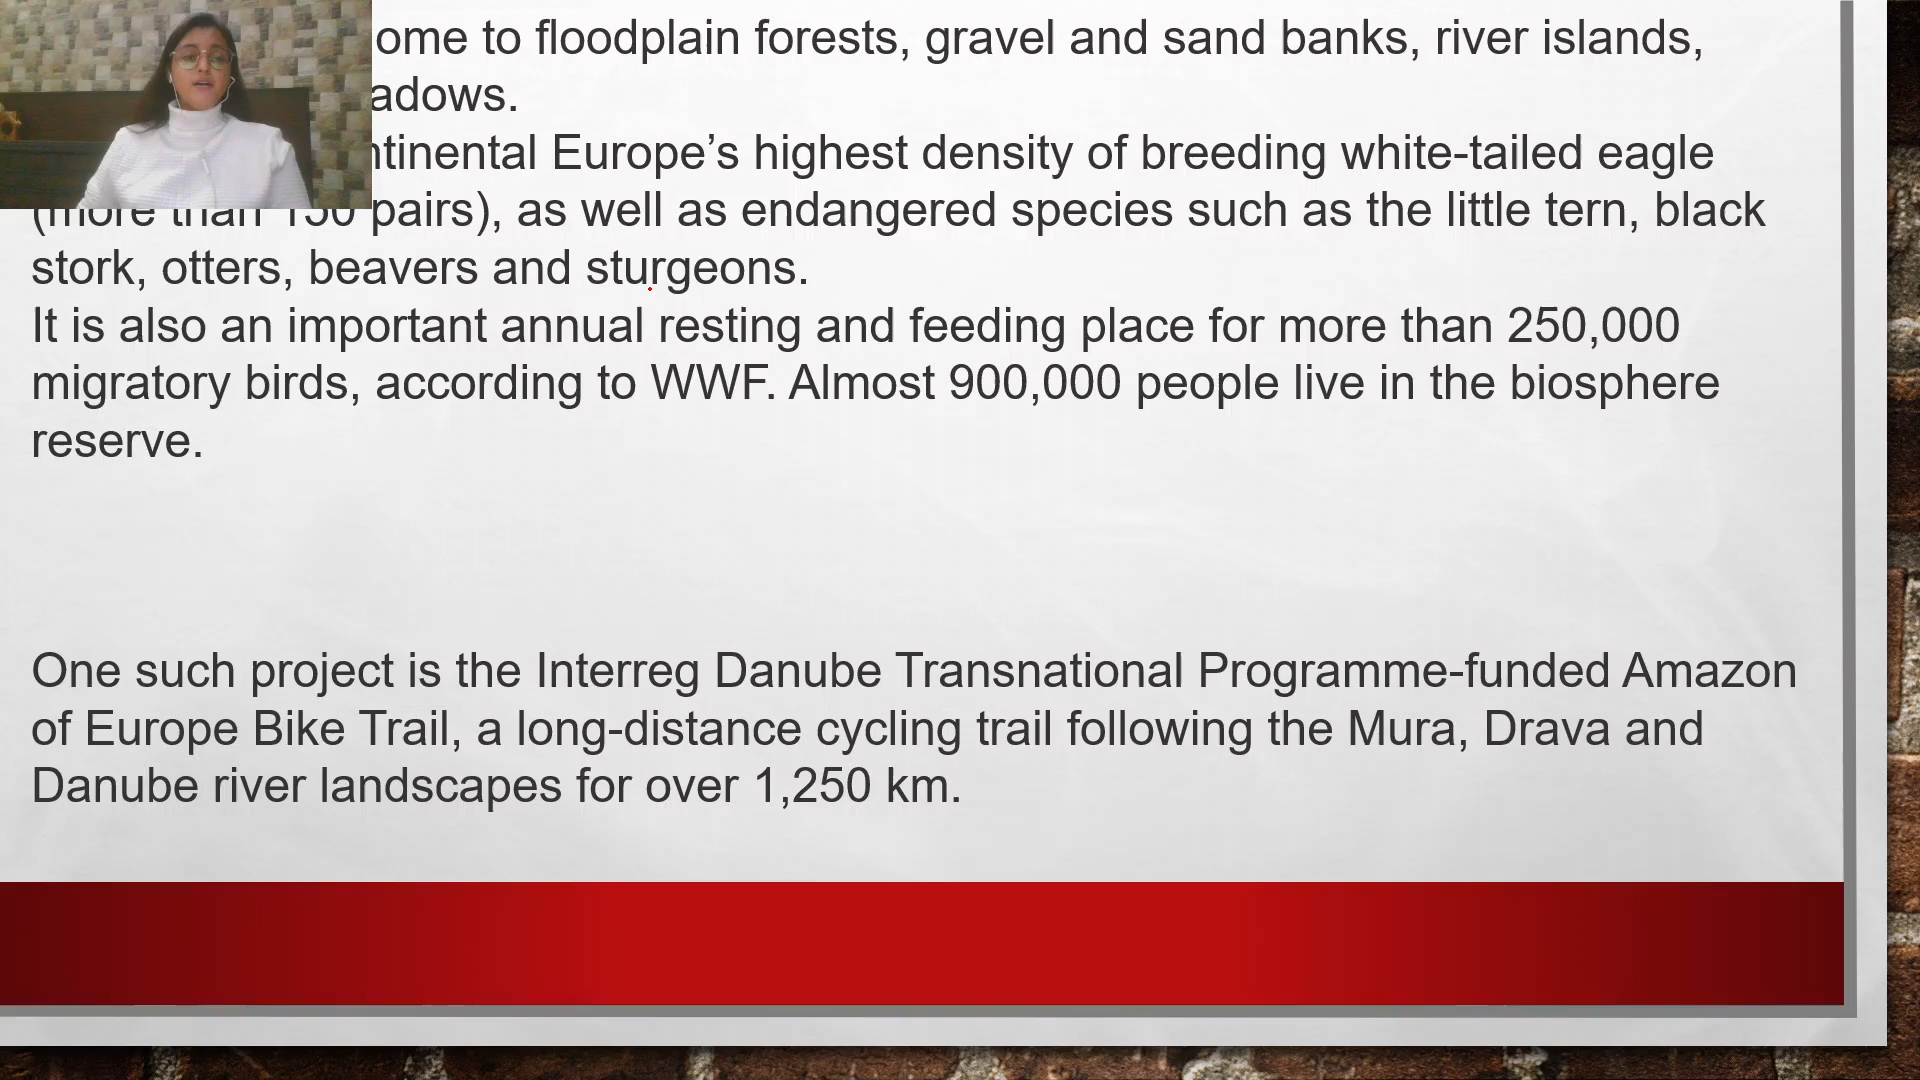 to floodplain forests, gravel and sand banks, river islands,
Europe’s highest density of breeding white-tailed eagle
(more than 150 pairs), as well as endangered species such as the little tern, black
stork, otters, beavers and sturgeons.
It is also an important annual resting and feeding place for more than 250,000
migratory birds, according to WWF. Almost 900,000 people live in the biosphere
reserve.
One such project is the Interreg Danube Transnational Programme-funded Amazon
of Europe Bike Trail, a long-distance cycling trail following the Mura, Drava and
Danube river landscapes for over 1,250 km.